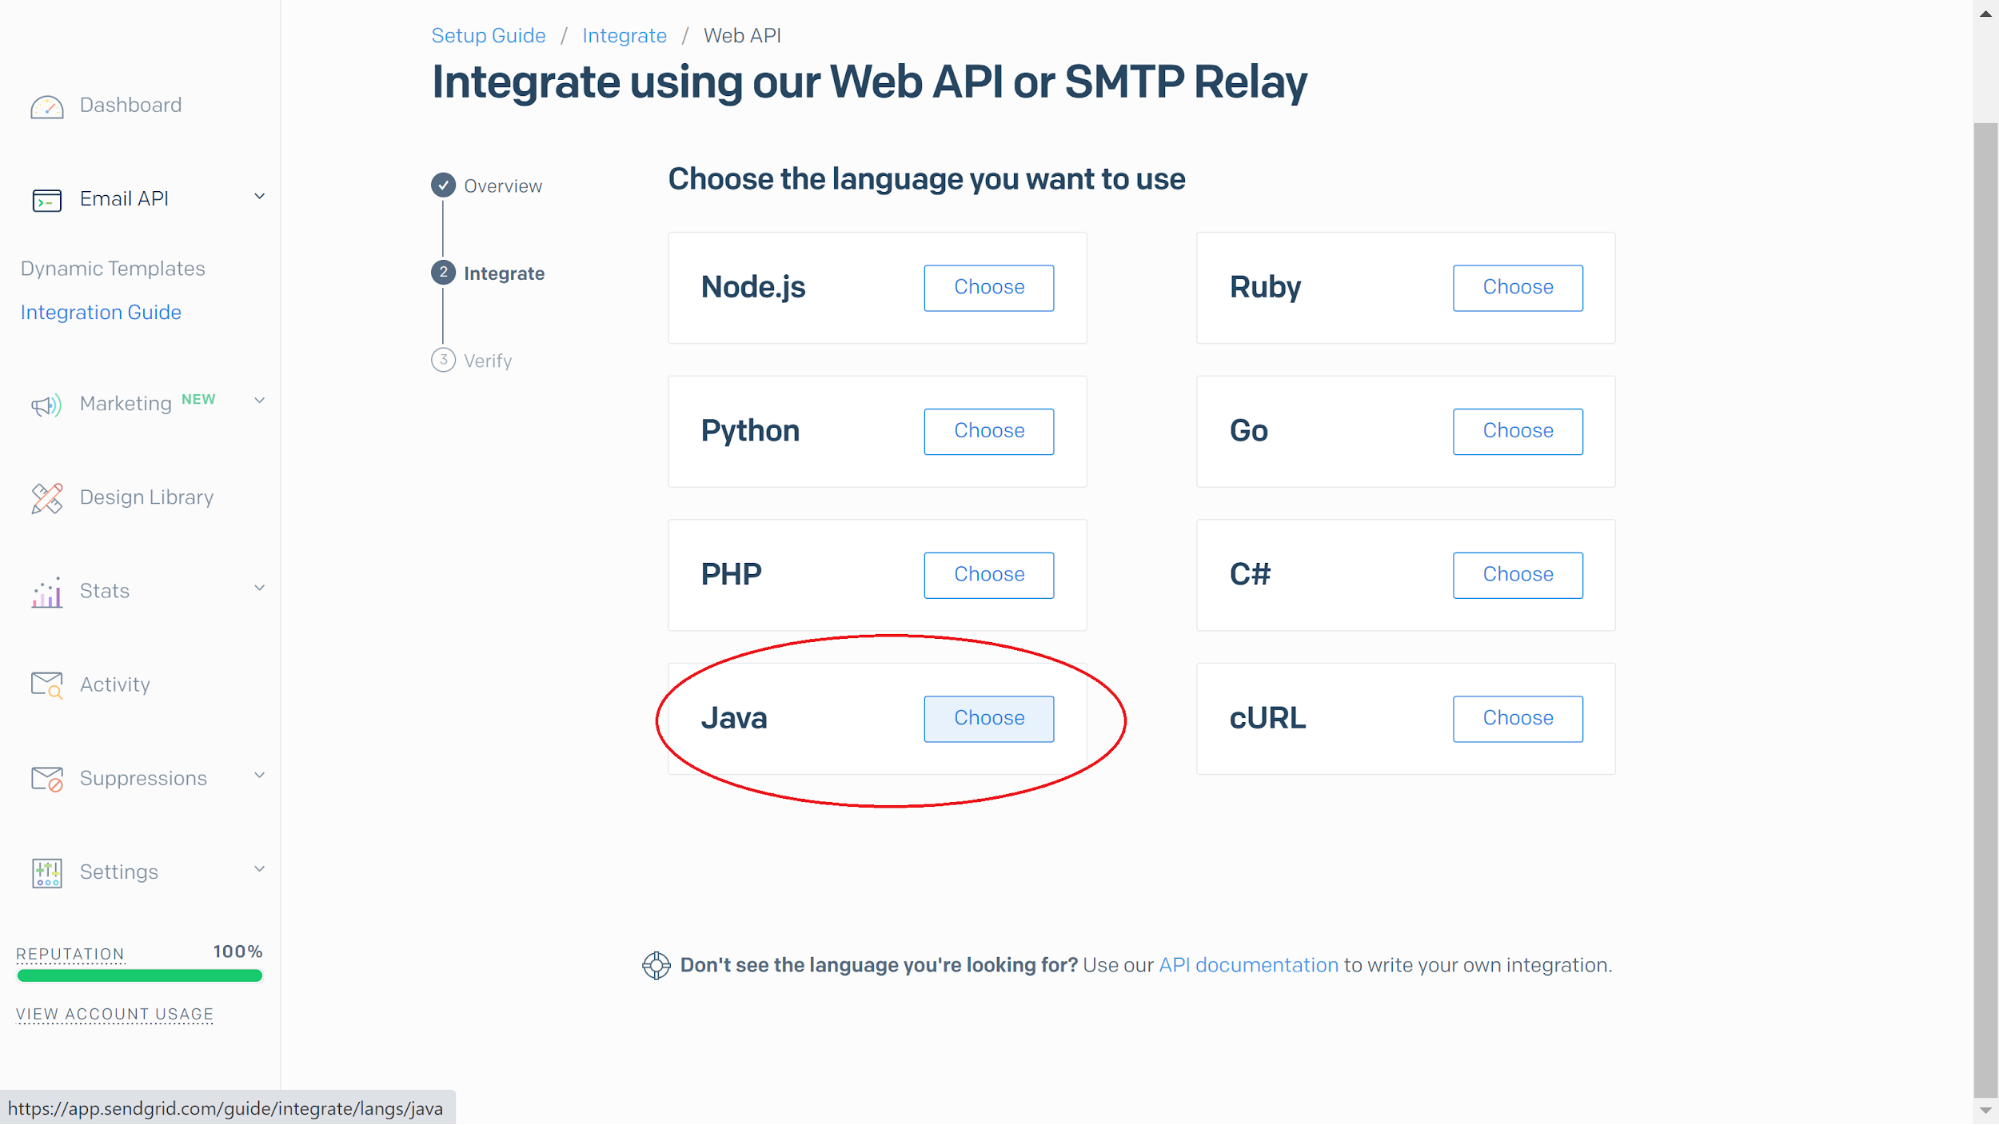 Setup Guide / Integrate / Web API
Integrate using our Web API or SMTP Relay
Dashboard
Email API
Dynamic Templates
Integration Guide
Marketing NEW
Design Library
Stats
Activity
Suppressions
Settings
REPUTATION 100%
VIEW ACCOUNT USAGE
Overview
2 Integrate
3 Verify
Choose the language you want to use
Node.js Choose
Ruby Choose
Python Choose
Go Choose
PHP Choose
C# Choose
Java Choose
cURL Choose
Don't see the language you're looking for? Use our API documentation to write your own integration.
https://app.sendgrid.com/guide/integrate/langs/java